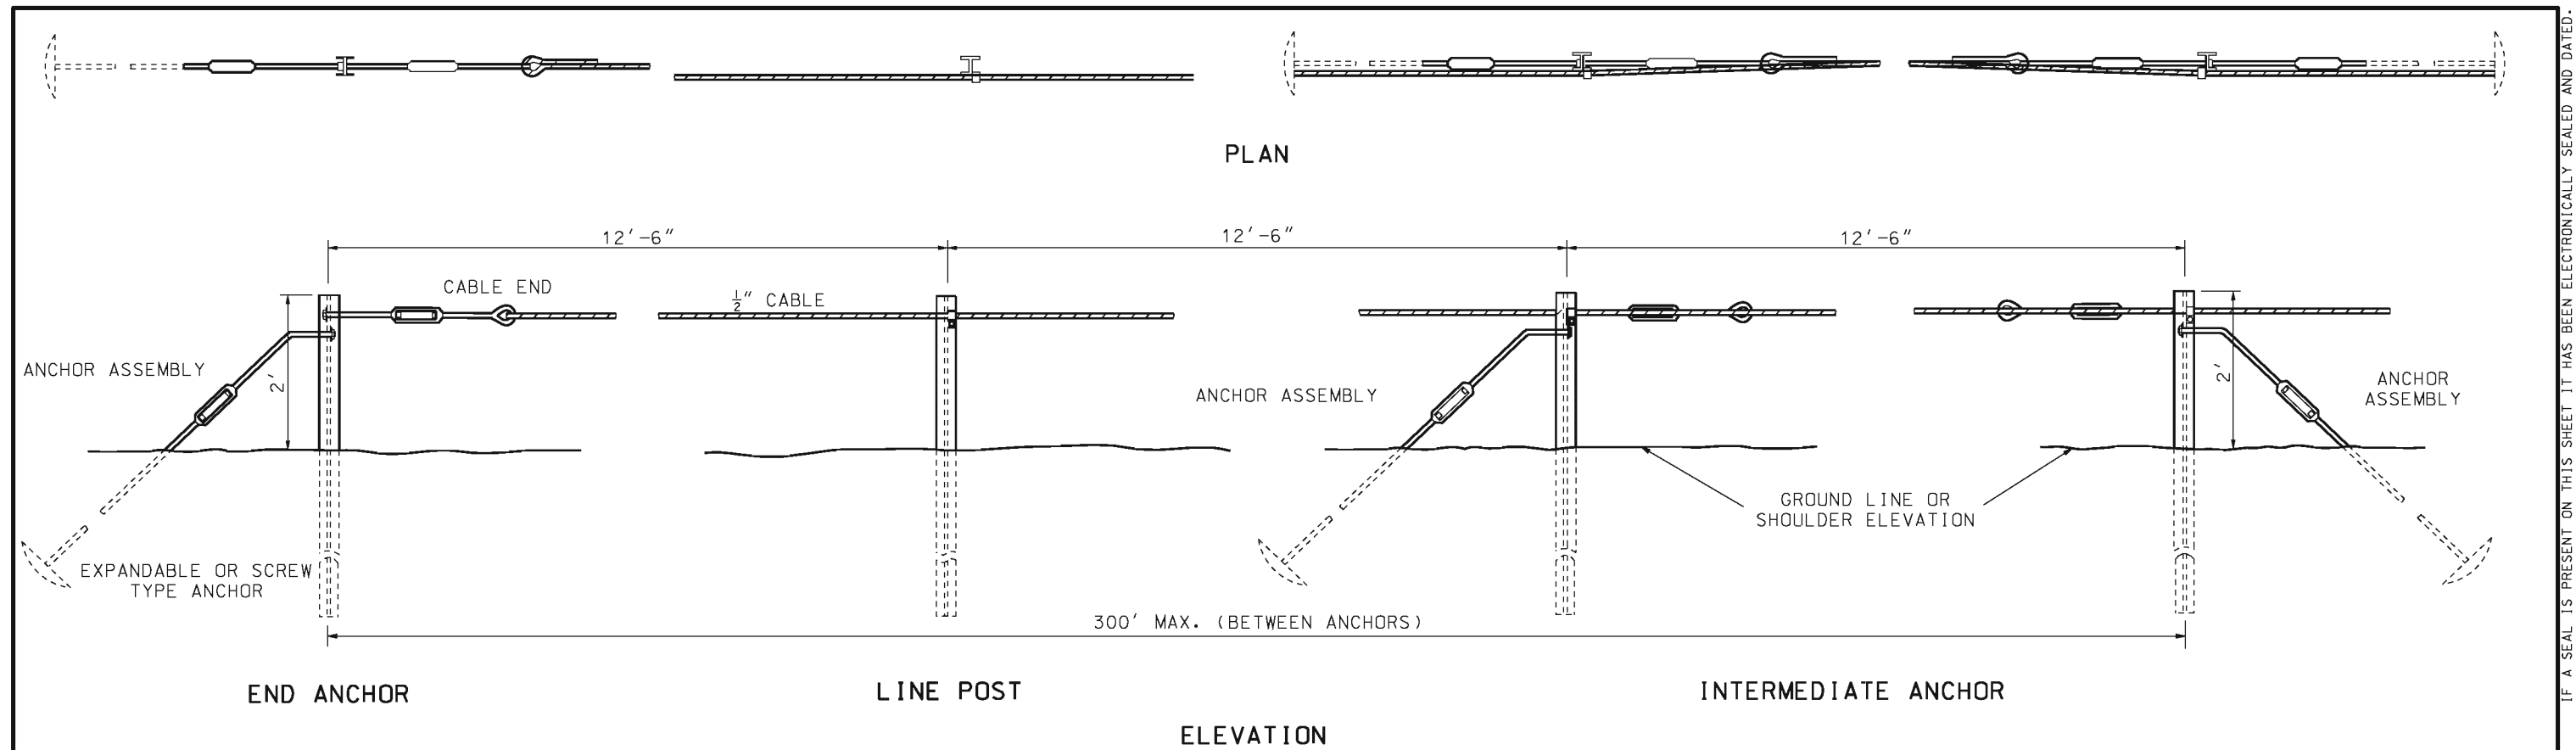 PLAN
12'-6"
12'-6"
12'-6"
CABLE END
½" CABLE
ANCHOR ASSEMBLY
2'
ANCHOR ASSEMBLY
2'
ANCHOR
ASSEMBLY
GROUND LINE OR
SHOULDER ELEVATION
EXPANDABLE OR SCREW
TYPE ANCHOR
300' MAX. (BETWEEN ANCHORS)
END ANCHOR
LINE POST
INTERMEDIATE ANCHOR
ELEVATION
IF A SEAL IS PRESENT ON THIS SHEET IT HAS BEEN ELECTRONICALLY SEALED AND DATED.